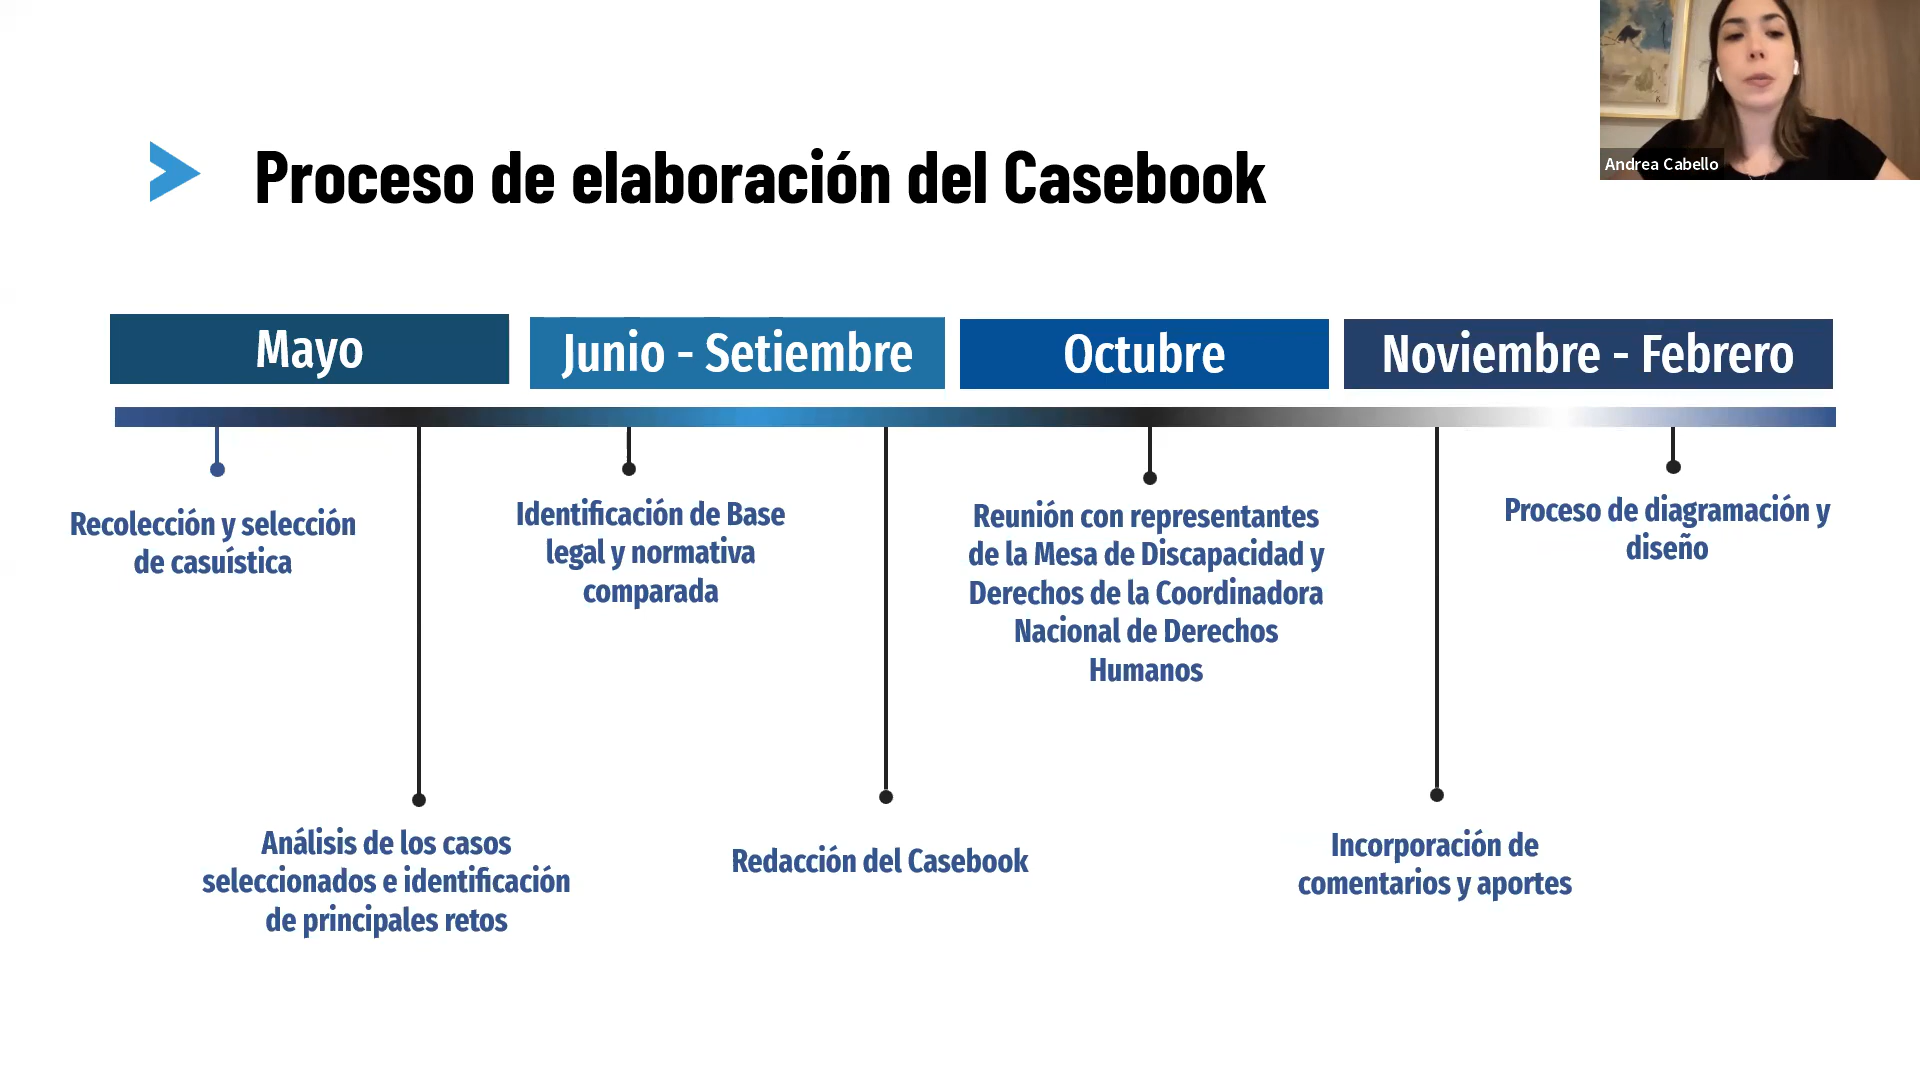 Andrea Cabello
Proceso de elaboración del Casebook
Mayo
Junio - Setiembre
Octubre
Noviembre - Febrero
Recolección y selección
de casuística
Identificación de Base
legal y normativa
comparada
Reunión con representantes
de la Mesa de Discapacidad y
Derechos de la Coordinadora
Nacional de Derechos
Humanos
Proceso de diagramación y
diseño
Análisis de los casos
seleccionados e identificación
de principales retos
Redacción del Casebook
Incorporación de
comentarios y aportes